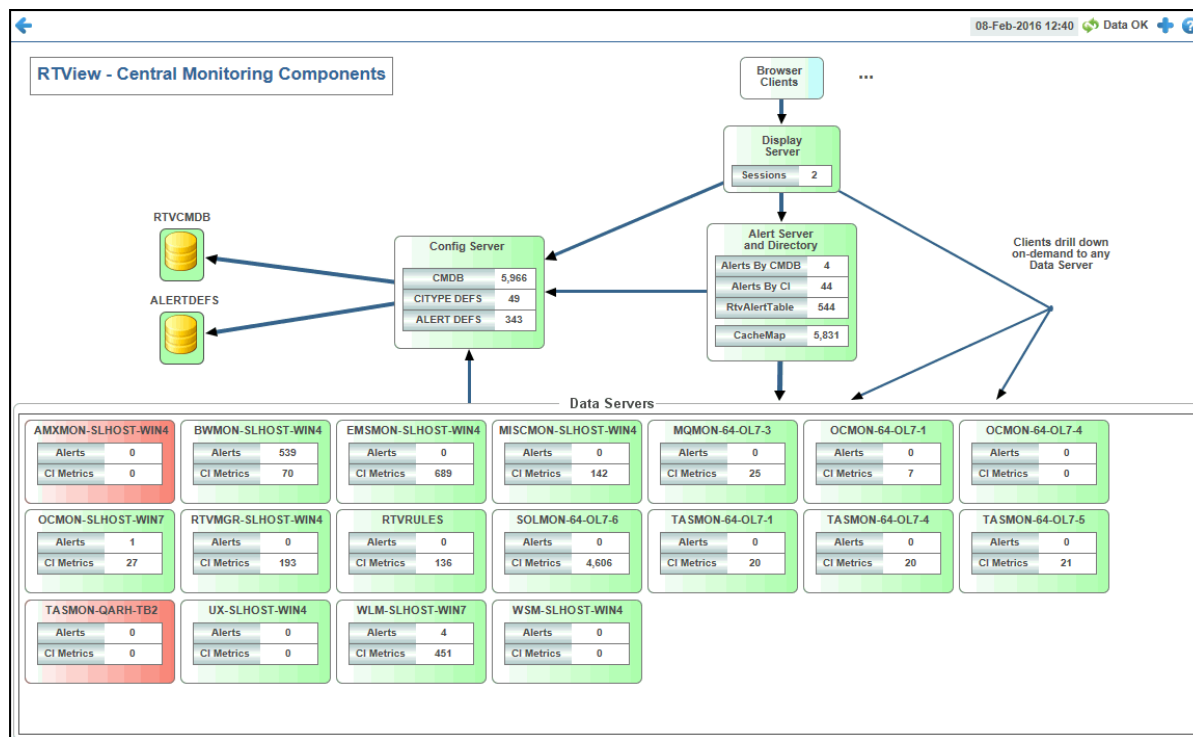 08-Feb-2016 12:40 Data OK
RTView - Central Monitoring Components
Browser
Clients
...
Display
Server
Sessions 2
RTVCMDB
ALERTDEFS
Config Server
CMDB 5,966
CITYPE DEFS 49
ALERT DEFS 343
Alert Server
and Directory
Alerts By CMDB 4
Alerts By CI 44
RtvAlertTable 544
CacheMap 5,831
Clients drill down
on-demand to any
Data Server
Data Servers
AMXMON-SLHOST-WIN4
Alerts 0
CI Metrics 0
BWMON-SLHOST-WIN4
Alerts 539
CI Metrics 70
EMSMON-SLHOST-WIN4
Alerts 0
CI Metrics 689
MISCMON-SLHOST-WIN4
Alerts 0
CI Metrics 142
MQMON-64-OL7-3
Alerts 0
CI Metrics 25
OCMON-64-OL7-1
Alerts 0
CI Metrics 7
OCMON-64-OL7-4
Alerts 0
CI Metrics 0
OCMON-SLHOST-WIN7
Alerts 1
CI Metrics 27
RTVMGR-SLHOST-WIN4
Alerts 0
CI Metrics 193
RTVRULES
Alerts 0
CI Metrics 136
SOLMON-64-OL7-6
Alerts 0
CI Metrics 4,606
TASMON-64-OL7-1
Alerts 0
CI Metrics 20
TASMON-64-OL7-4
Alerts 0
CI Metrics 20
TASMON-64-OL7-5
Alerts 0
CI Metrics 21
TASMON-QARH-TB2
Alerts 0
CI Metrics 0
UX-SLHOST-WIN4
Alerts 0
CI Metrics 0
WLM-SLHOST-WIN7
Alerts 4
CI Metrics 451
WSM-SLHOST-WIN4
Alerts 0
CI Metrics 0